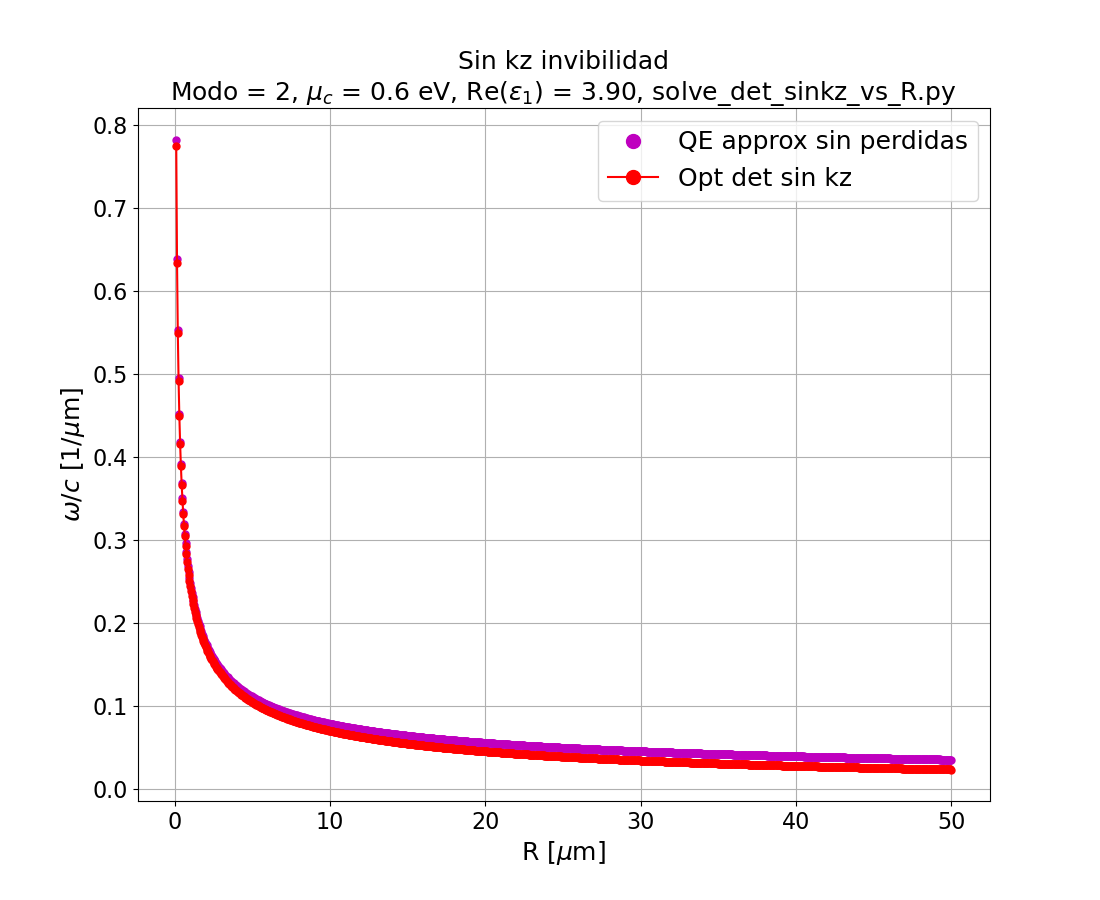 Sin kz invibilidad
Modo = 2, μc = 0.6 eV, Re(ε1) = 3.90, solve_det_sinkz_vs_R.py
QE approx sin perdidas
Opt det sin kz
ω/c [1/μm]
0.8
0.7
0.6
0.5
0.4
0.3
0.2
0.1
0.0
0 10 20 30 40 50
R [μm]